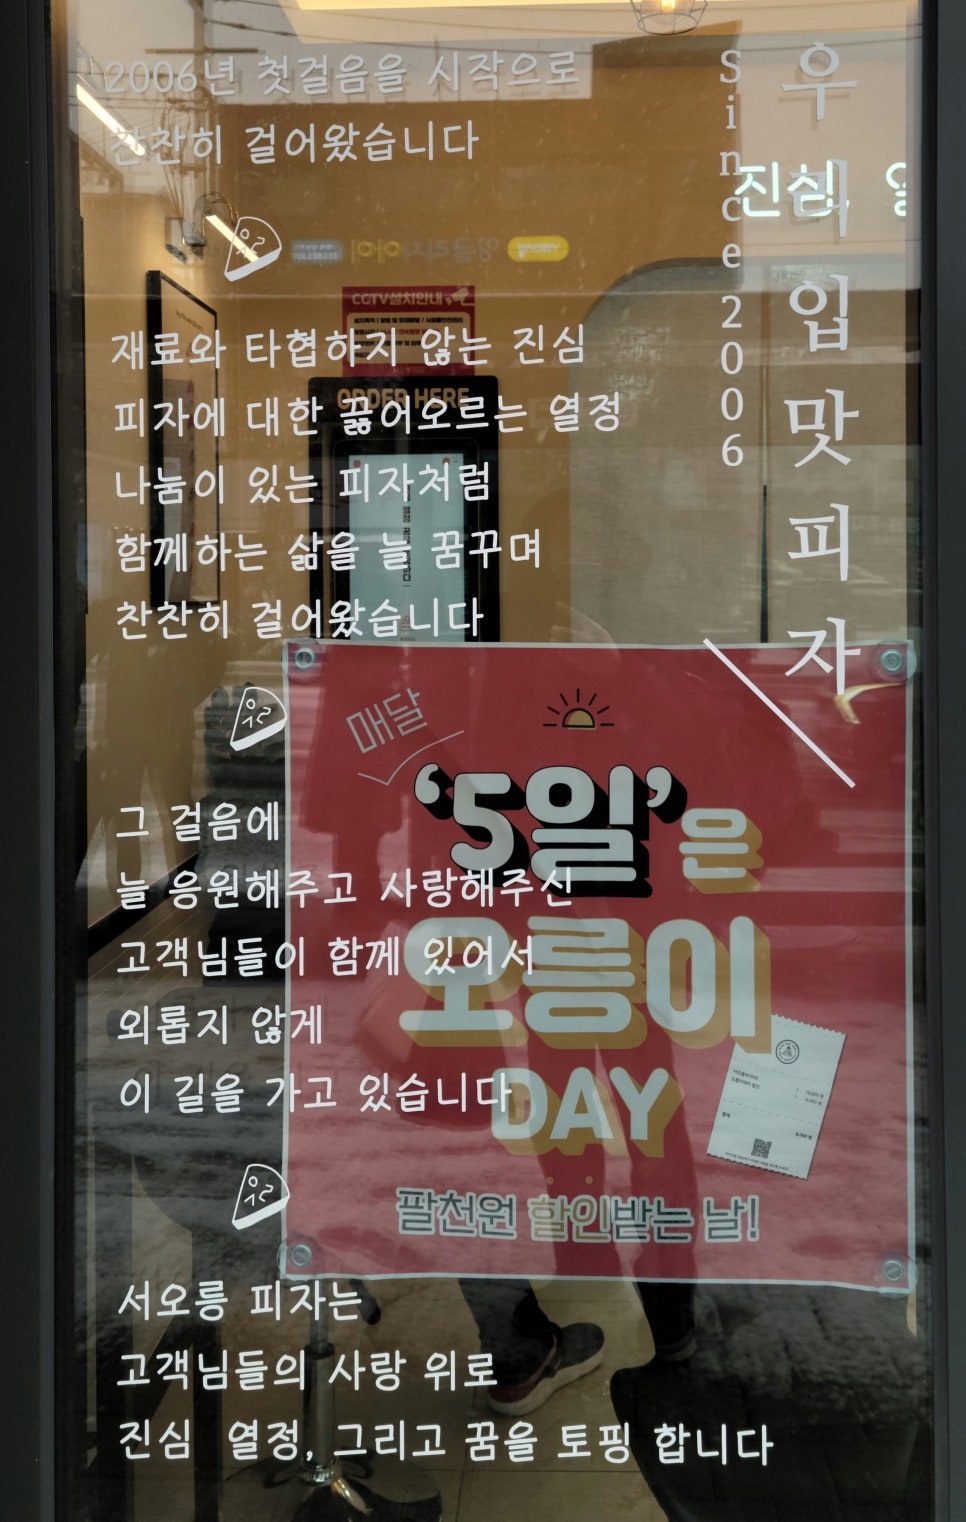 2006년 첫걸음을 시작으로
찬찬히 걸어왔습니다
우리
재료와 타협하지 않는 진심
피자에 대한 끓어오르는 열정
나눔이 있는 피자처럼
함께하는 삶을 늘 꿈꾸며
찬찬히 걸어왔습니다
우리
그 걸음에
늘 응원해주고 사랑해주신
고객님들이 함께 있어서
외롭지 않게
이 길을 가고 있습니다
우리
서오릉 피자는
고객님들의 사랑 위로
진심 열정, 그리고 꿈을 토핑 합니다
Since 2006
우리입맛피자
진심,
CCTV설치안내
ORDER HERE
매달
‘5일’은
오릉이
DAY
팔천원 할인받는 날!